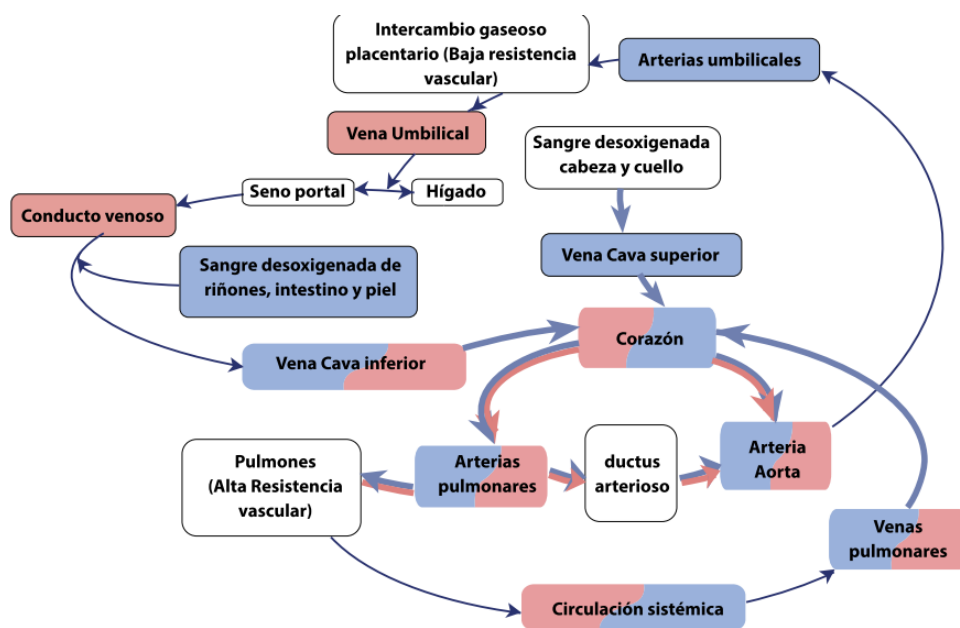 Intercambio gaseoso
placentario (Baja resistencia
vascular)
Arterias umbilicales
Vena Umbilical
Sangre desoxigenada
cabeza y cuello
Seno portal
Hígado
Conducto venoso
Vena Cava superior
Sangre desoxigenada de
riñones, intestino y piel
Corazón
Vena Cava inferior
Pulmones
(Alta Resistencia
vascular)
Arterias
pulmonares
ductus
arterioso
Arteria
Aorta
Venas
pulmonares
Circulación sistémica